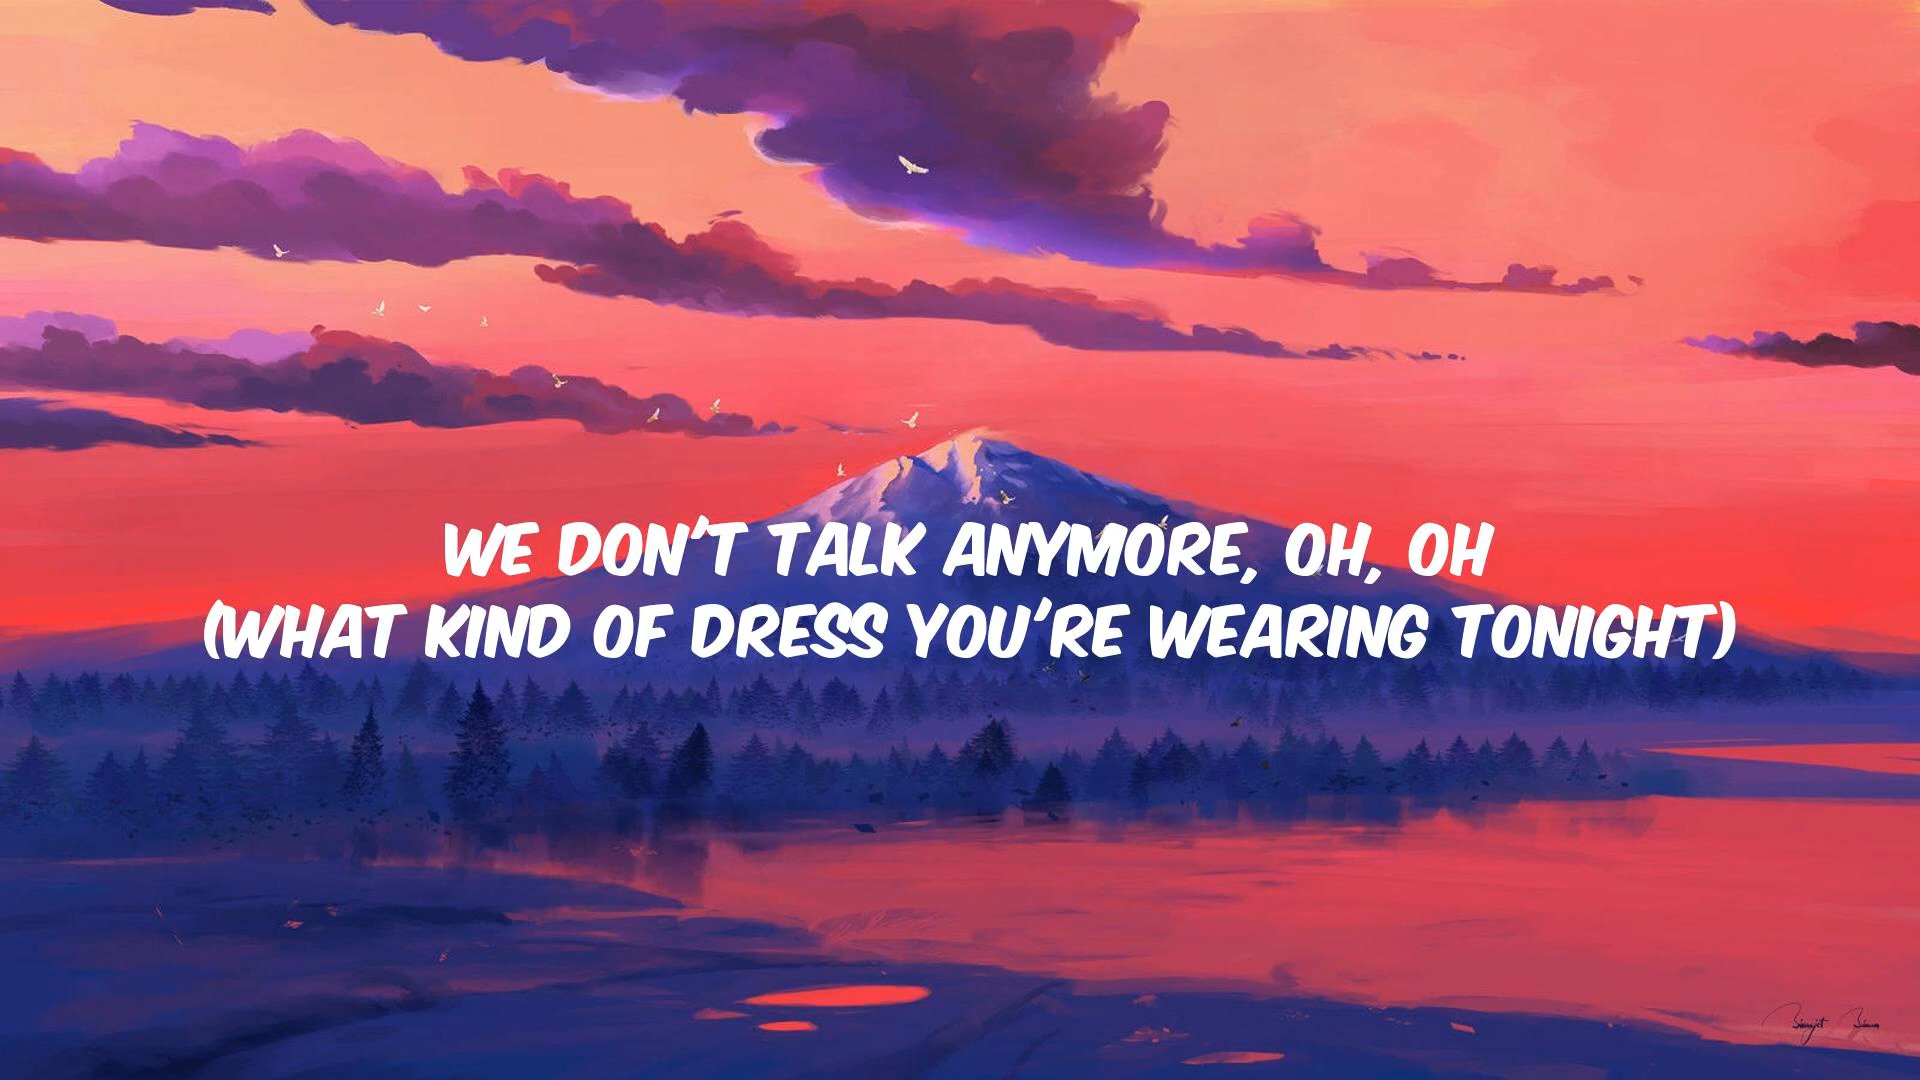 WE DON'T TALK ANYMORE, OH, OH
(WHAT KIND OF DRESS YOU'RE WEARING TONIGHT)